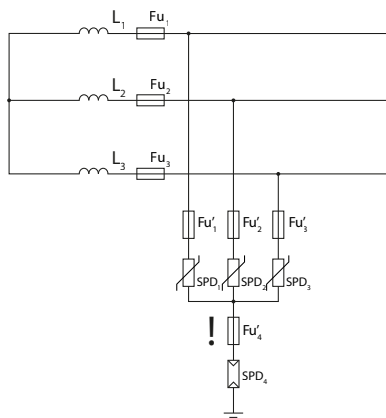 L₁ Fu₁
L₂ Fu₂
L₃ Fu₃
Fu'₁ Fu'₂ Fu'₃
SPD₁ SPD₂ SPD₃
! Fu'₄
SPD₄